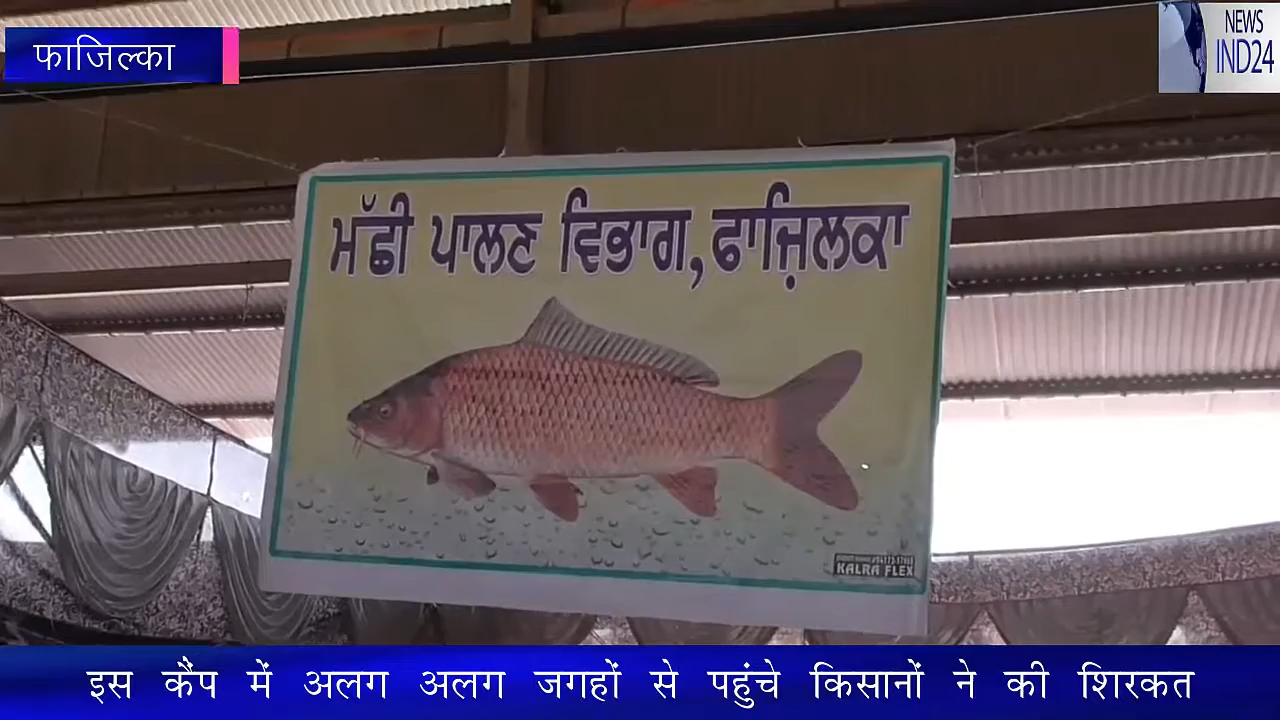 फाजिल्का
NEWS
IND24
ਮੱਛੀ ਪਾਲਣ ਵਿਭਾਗ, ਫਾਜ਼ਿਲਕਾ
KALRA FLEX
इस कैंप में अलग अलग जगहों से पहुंचे किसानों ने की शिरकत